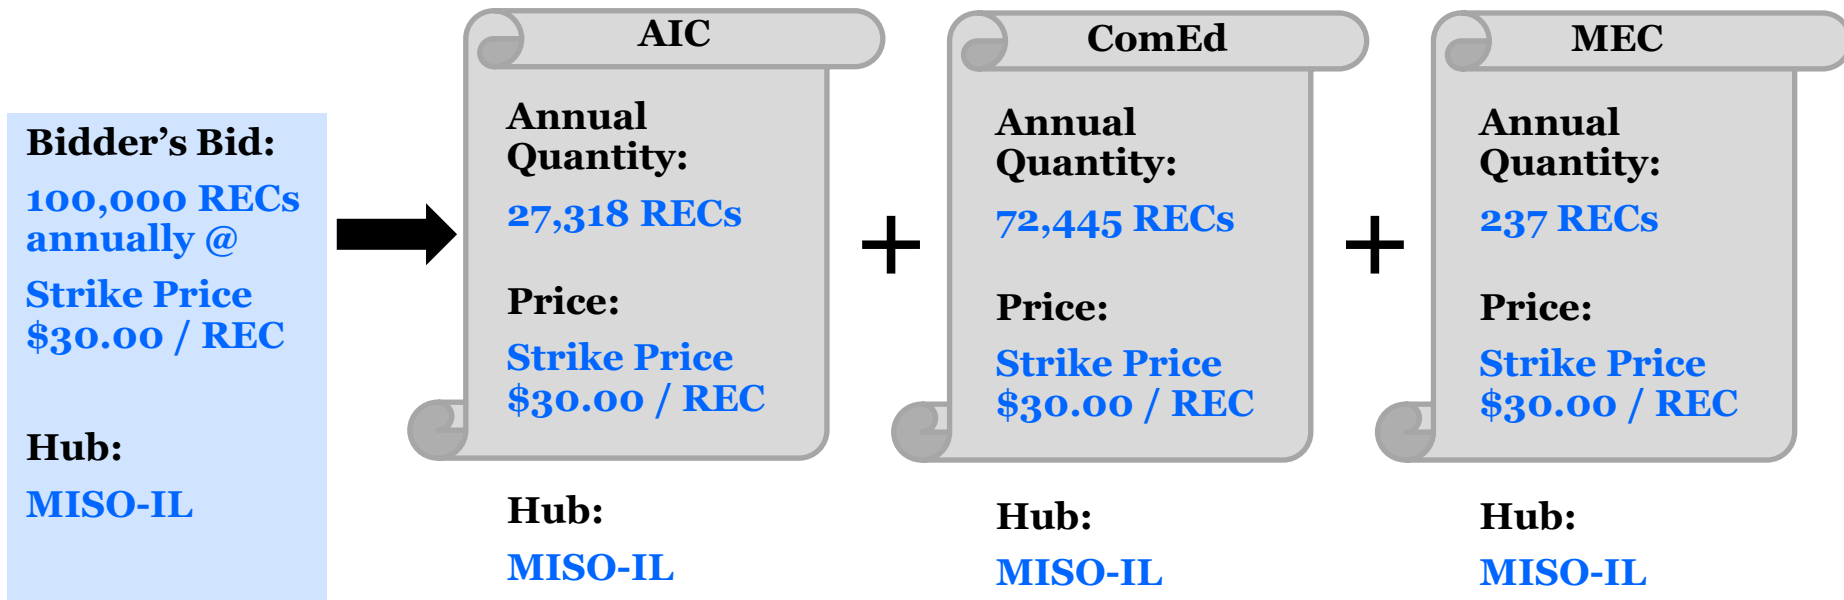 Bidder’s Bid:
100,000 RECs
annually @
Strike Price
$30.00 / REC
Hub:
MISO-IL
AIC
Annual
Quantity:
27,318 RECs
Price:
Strike Price
$30.00 / REC
Hub:
MISO-IL
+
ComEd
Annual
Quantity:
72,445 RECs
Price:
Strike Price
$30.00 / REC
Hub:
MISO-IL
+
MEC
Annual
Quantity:
237 RECs
Price:
Strike Price
$30.00 / REC
Hub:
MISO-IL